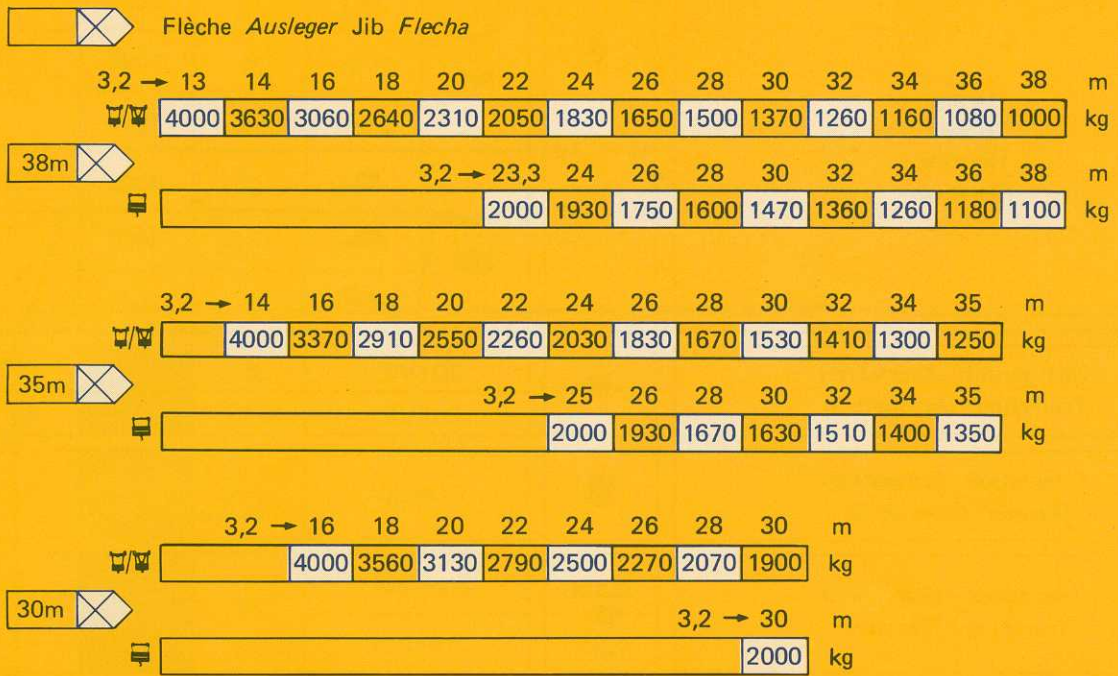 Flèche Ausleger Jib Flecha
3,2 → 13 14 16 18 20 22 24 26 28 30 32 34 36 38 m
4000 3630 3060 2640 2310 2050 1830 1650 1500 1370 1260 1160 1080 1000 kg
38m
3,2 → 23,3 24 26 28 30 32 34 36 38 m
2000 1930 1750 1600 1470 1360 1260 1180 1100 kg
3,2 → 14 16 18 20 22 24 26 28 30 32 34 35 m
4000 3370 2910 2550 2260 2030 1830 1670 1530 1410 1300 1250 kg
35m
3,2 → 25 26 28 30 32 34 35 m
2000 1930 1670 1630 1510 1400 1350 kg
3,2 → 16 18 20 22 24 26 28 30 m
4000 3560 3130 2790 2500 2270 2070 1900 kg
30m
3,2 → 30 m
2000 kg